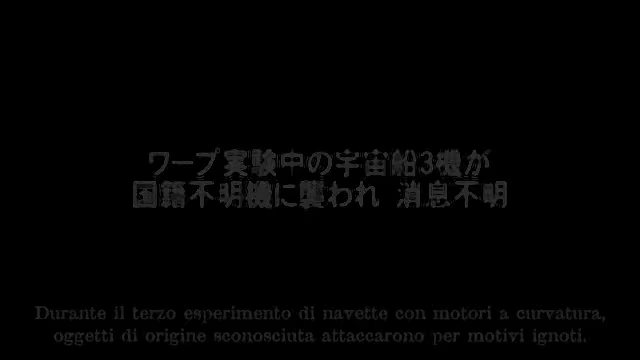 ワープ実験中の宇宙船3機が
国籍不明機に襲われ 消息不明
Durante il terzo esperimento di navette con motori a curvatura,
oggetti di origine sconosciuta attaccarono per motivi ignoti.